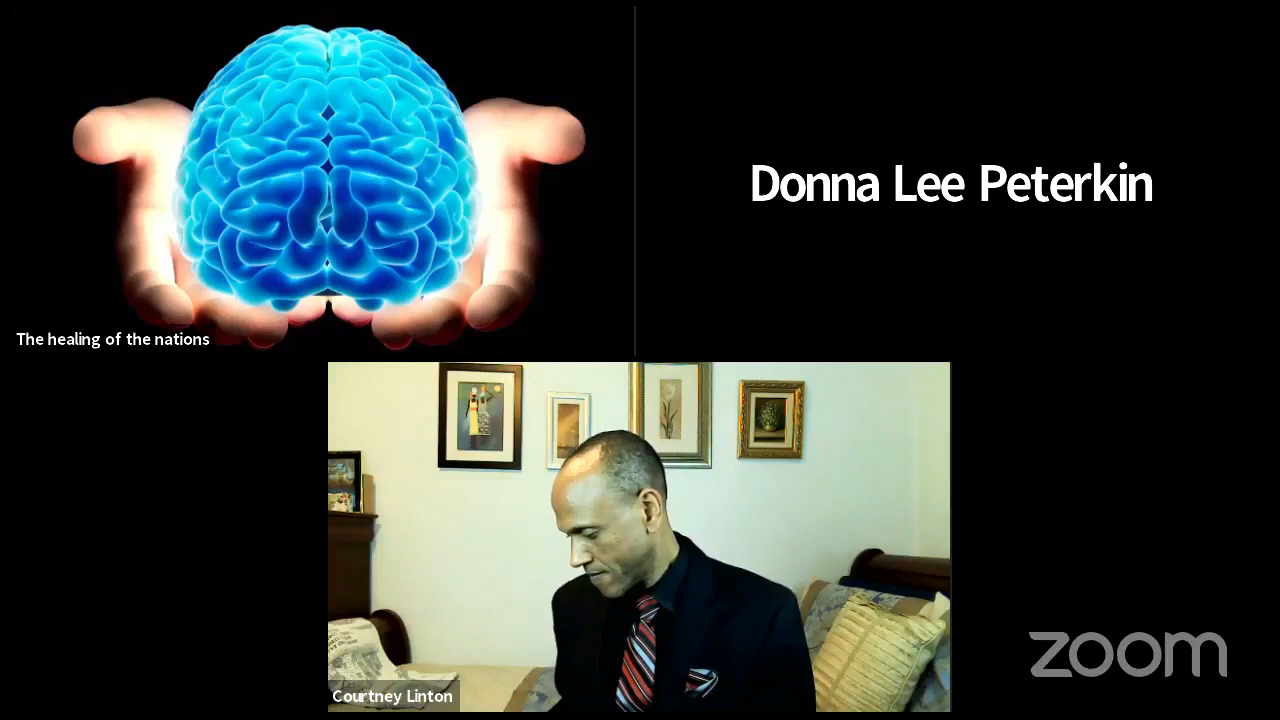 Donna Lee Peterkin
The healing of the nations
Courtney Linton
zoom